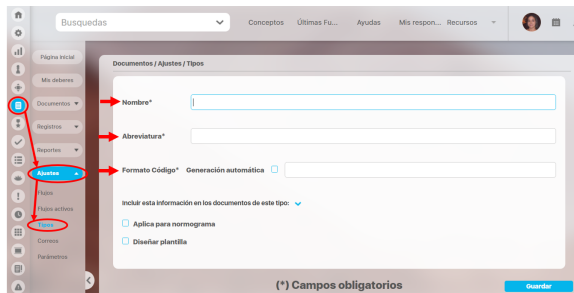 Busquedas
Conceptos Últimas Fu... Ayudas Mis respon... Recursos
Página inicial
Mis deberes
Documentos
Registros
Reportes
Ajustes
Flujos
Flujos activos
Tipos
Correos
Parámetros
Documentos / Ajustes / Tipos
Nombre*
Abreviatura*
Formato Código* Generación automática
Incluir esta información en los documentos de este tipo:
Aplica para normograma
Diseñar plantilla
(*) Campos obligatorios
Guardar